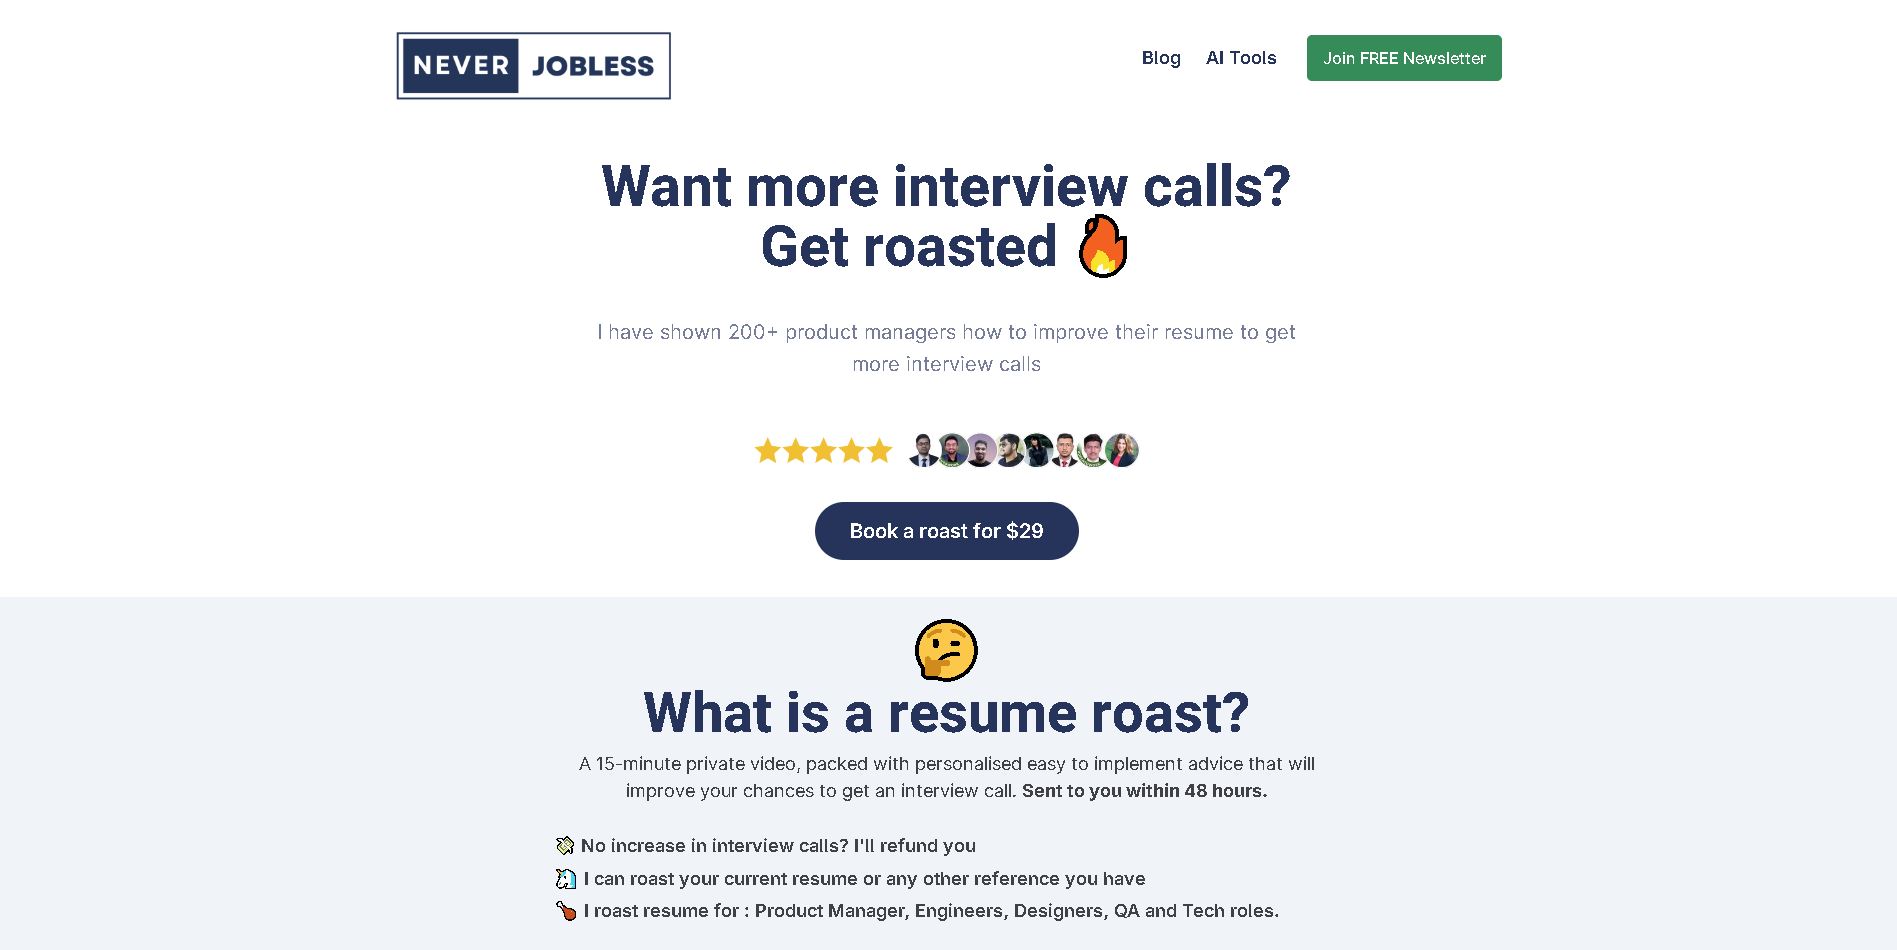 NEVER JOBLESS
Blog
AI Tools
Join FREE Newsletter
Want more interview calls?
Get roasted
I have shown 200+ product managers how to improve their resume to get
more interview calls
Book a roast for $29
What is a resume roast?
A 15-minute private video, packed with personalised easy to implement advice that will
improve your chances to get an interview call. Sent to you within 48 hours.
No increase in interview calls? I'll refund you
I can roast your current resume or any other reference you have
I roast resume for : Product Manager, Engineers, Designers, QA and Tech roles.